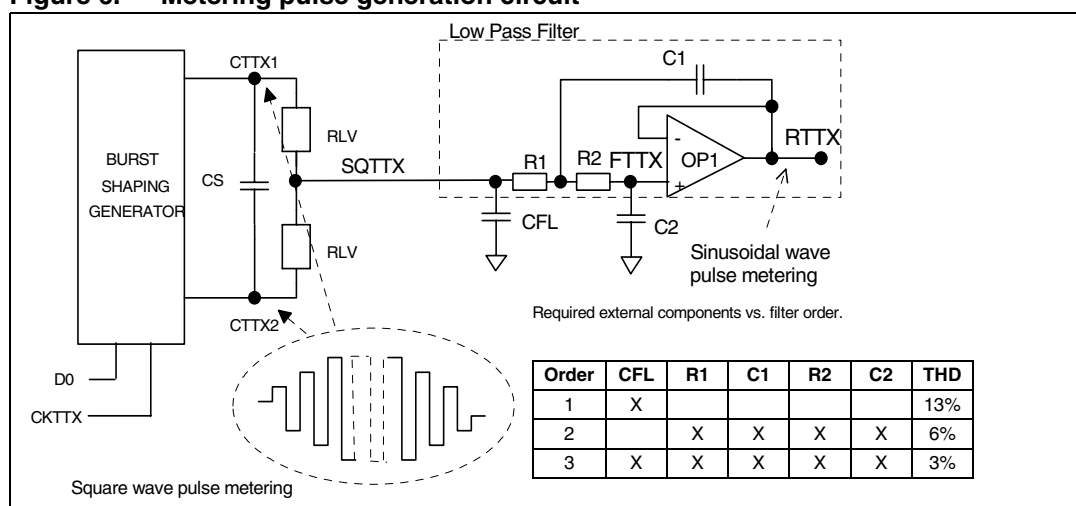 Figure 5. Metering pulse generation circuit
Low Pass Filter
CTTX1
C1
RLV
BURST
SHAPING
GENERATOR
CS
SQTTX
R1
R2
FTTX
-
+
OP1
RTTX
CFL
C2
RLV
Sinusoidal wave
pulse metering
CTTX2
Required external components vs. filter order.
D0
CKTTX
Square wave pulse metering
Order CFL R1 C1 R2 C2 THD
1 X 13%
2 X X X X 6%
3 X X X X X 3%